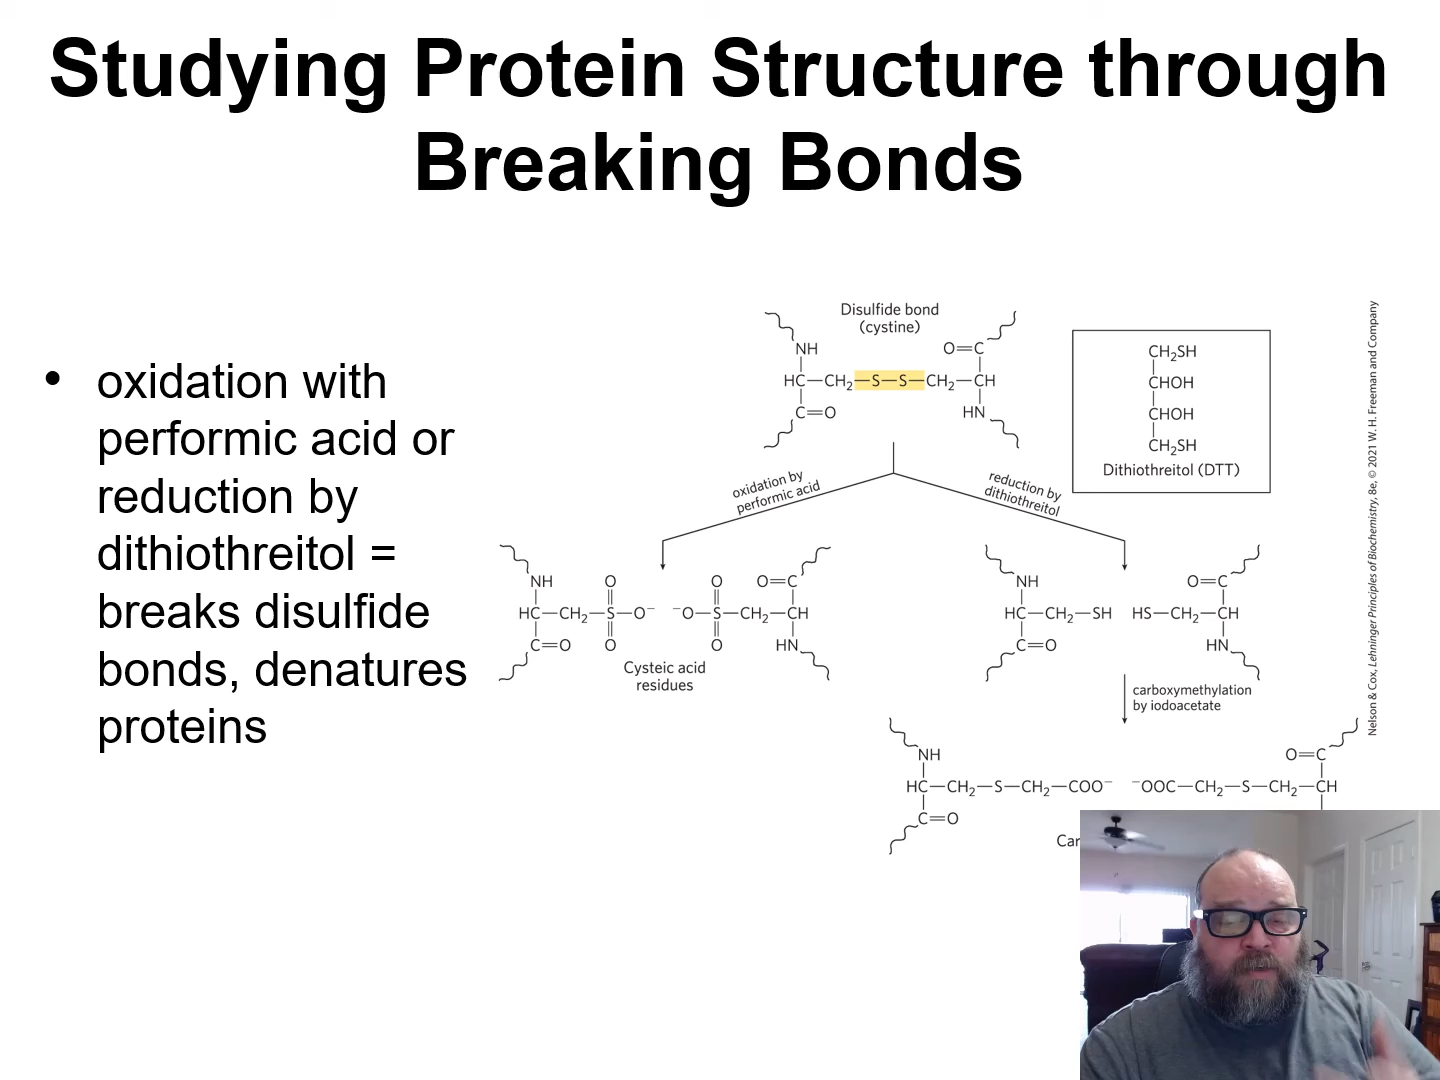 Studying Protein Structure through
Breaking Bonds
• oxidation with
performic acid or
reduction by
dithiothreitol =
breaks disulfide
bonds, denatures
proteins
Disulfide bond
(cystine)
NH
O=C
HC—CH₂—S—S—CH₂—CH
C=O
HN
CH₂SH
CHOH
CHOH
CH₂SH
Dithiothreitol (DTT)
oxidation by
performic acid
reduction by
dithiothreitol
NH
O
O
O=C
HC—CH₂—S—O⁻ ⁻O—S—CH₂—CH
C=O
O
O
HN
Cysteic acid
residues
NH
O=C
HC—CH₂—SH HS—CH₂—CH
C=O
HN
carboxymethylation
by iodoacetate
NH
O=C
HC—CH₂—S—CH₂—COO⁻ ⁻OOC—CH₂—S—CH₂—CH
C=O
Car
Nelson & Cox, Lehninger Principles of Biochemistry, 8e, © 2021 W. H. Freeman and Company